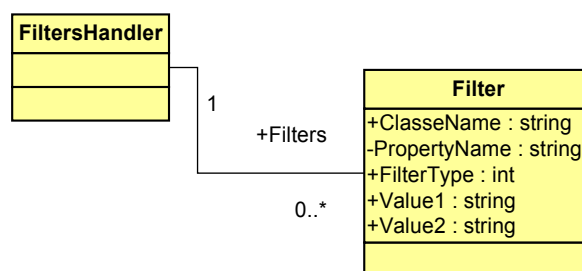 FiltersHandler
1
+Filters
0..*
Filter
+ClasseName : string
-PropertyName : string
+FilterType : int
+Value1 : string
+Value2 : string